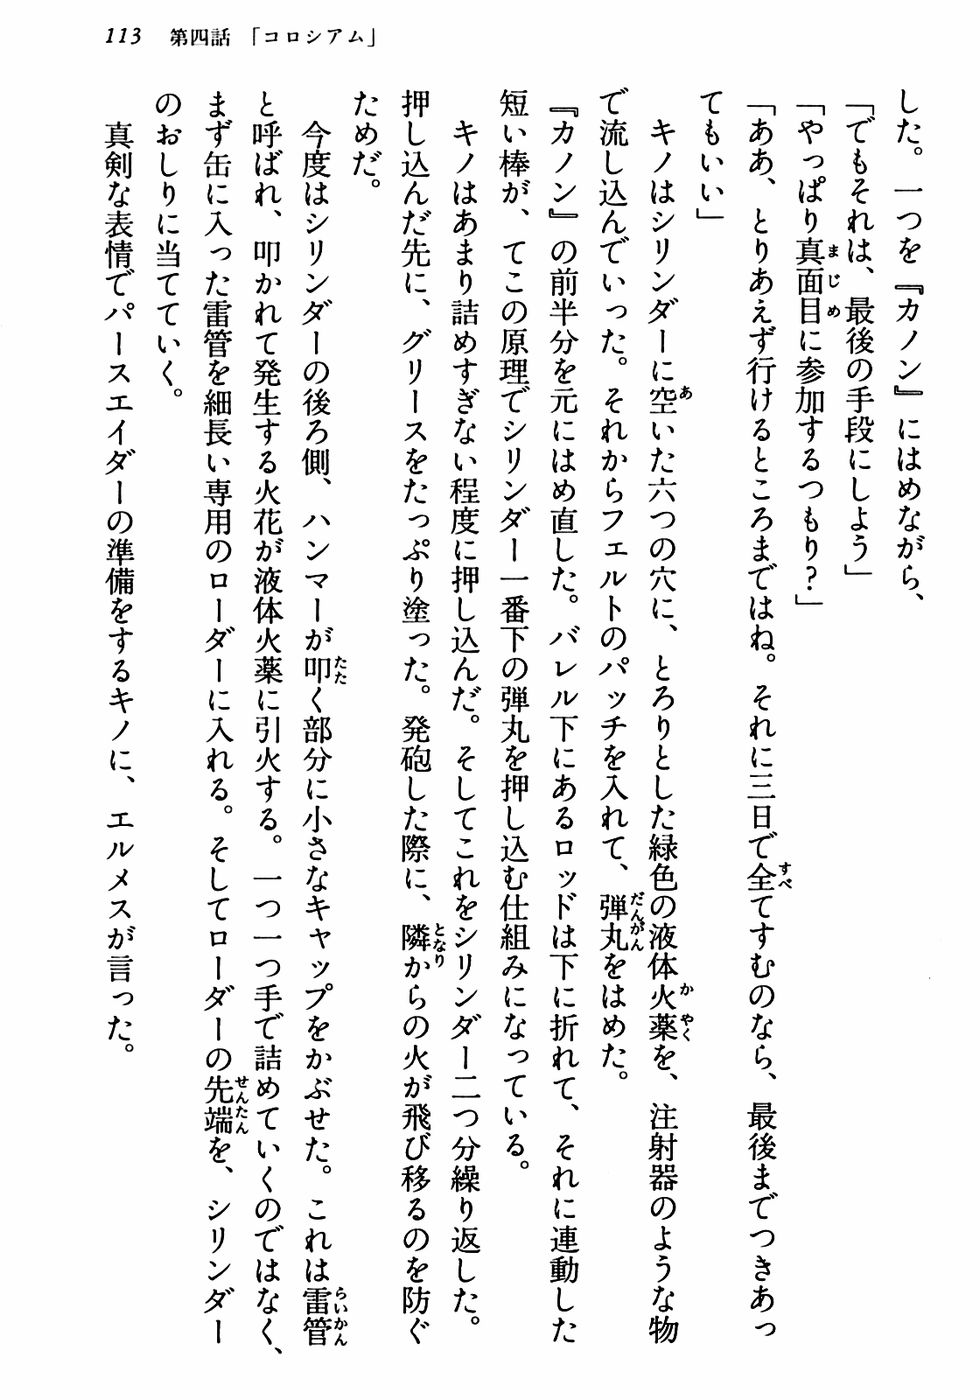 113　第四話　「コロシアム」
した。一つを『カノン』にはめながら、
「でもそれは、最後の手段にしよう」
「やっぱり真面目に参加するつもり？」
「ああ、とりあえず行けるところまではね。それに三日で全てすむのなら、最後までつきあっ
てもいい」
　キノはシリンダーに空いた六つの穴に、とろりとした緑色の液体火薬を、注射器のような物
で流し込んでいった。それからフェルトのパッチを入れて、弾丸をはめた。
『カノン』の前半分を元にはめ直した。バレル下にあるロッドは下に折れて、それに連動した
短い棒が、てこの原理でシリンダー一番下の弾丸を押し込む仕組みになっている。
　キノはあまり詰めすぎない程度に押し込んだ。そしてこれをシリンダー二つ分繰り返した。
押し込んだ先に、グリースをたっぷり塗った。発砲した際に、隣からの火が飛び移るのを防ぐ
ためだ。
　今度はシリンダーの後ろ側、ハンマーが叩く部分に小さなキャップをかぶせた。これは雷管
と呼ばれ、叩かれて発生する火花が液体火薬に引火する。一つ一つ手で詰めていくのではなく、
まず缶に入った雷管を細長い専用のローダーに入れる。そしてローダーの先端を、シリンダー
のおしりに当てていく。
　真剣な表情でパースエイダーの準備をするキノに、エルメスが言った。